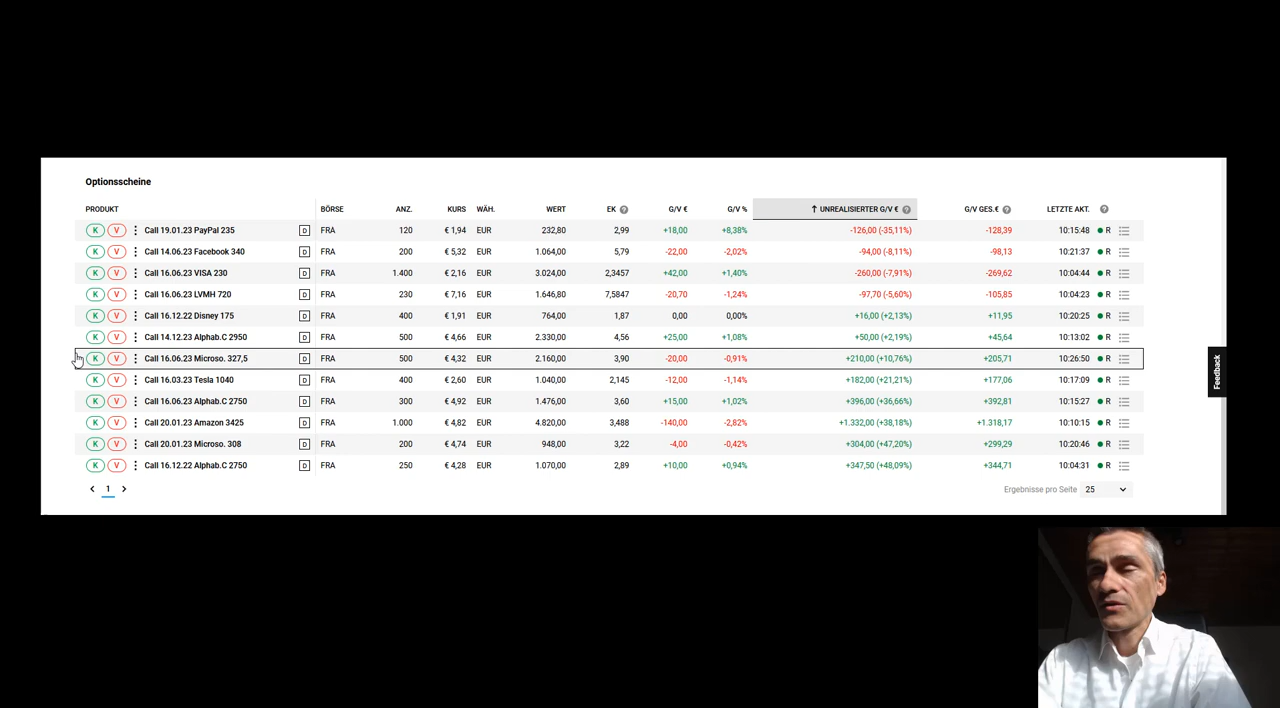 Optionsscheine
PRODUKT BÖRSE ANZ. KURS WÄH. WERT EK ? G/V € G/V % ↑ UNREALISIERTER G/V € ? G/V GES.€ ? LETZTE AKT. ?
K V Call 19.01.23 PayPal 235 D FRA 120 € 1,94 EUR 232,80 2,99 +18,00 +8,38% -126,00 (-35,11%) -128,39 10:15:48 R
K V Call 14.06.23 Facebook 340 D FRA 200 € 5,32 EUR 1.064,00 5,79 -22,00 -2,02% -94,00 (-8,11%) -98,13 10:21:37 R
K V Call 16.06.23 VISA 230 D FRA 1.400 € 2,16 EUR 3.024,00 2,3457 +42,00 +1,40% -260,00 (-7,91%) -269,62 10:04:44 R
K V Call 16.06.23 LVMH 720 D FRA 230 € 7,16 EUR 1.646,80 7,5847 -20,70 -1,24% -97,70 (-5,60%) -105,85 10:04:23 R
K V Call 16.12.22 Disney 175 D FRA 400 € 1,91 EUR 764,00 1,87 0,00 0,00% +16,00 (+2,13%) +11,95 10:20:25 R
K V Call 14.12.23 Alphab.C 2950 D FRA 500 € 4,66 EUR 2.330,00 4,56 +25,00 +1,08% +50,00 (+2,19%) +45,64 10:13:02 R
K V Call 16.06.23 Microso. 327,5 D FRA 500 € 4,32 EUR 2.160,00 3,90 -20,00 -0,91% +210,00 (+10,76%) +205,71 10:26:50 R
K V Call 16.03.23 Tesla 1040 D FRA 400 € 2,60 EUR 1.040,00 2,145 -12,00 -1,14% +182,00 (+21,21%) +177,06 10:17:09 R
K V Call 16.06.23 Alphab.C 2750 D FRA 300 € 4,92 EUR 1.476,00 3,60 +15,00 +1,02% +396,00 (+36,66%) +392,81 10:15:27 R
K V Call 20.01.23 Amazon 3425 D FRA 1.000 € 4,82 EUR 4.820,00 3,488 -140,00 -2,82% +1.332,00 (+38,18%) +1.318,17 10:10:15 R
K V Call 20.01.23 Microso. 308 D FRA 200 € 4,74 EUR 948,00 3,22 -4,00 -0,42% +304,00 (+47,20%) +299,29 10:20:46 R
K V Call 16.12.22 Alphab.C 2750 D FRA 250 € 4,28 EUR 1.070,00 2,89 +10,00 +0,94% +347,50 (+48,09%) +344,71 10:04:31 R
1 Ergebnisse pro Seite 25
Feedback